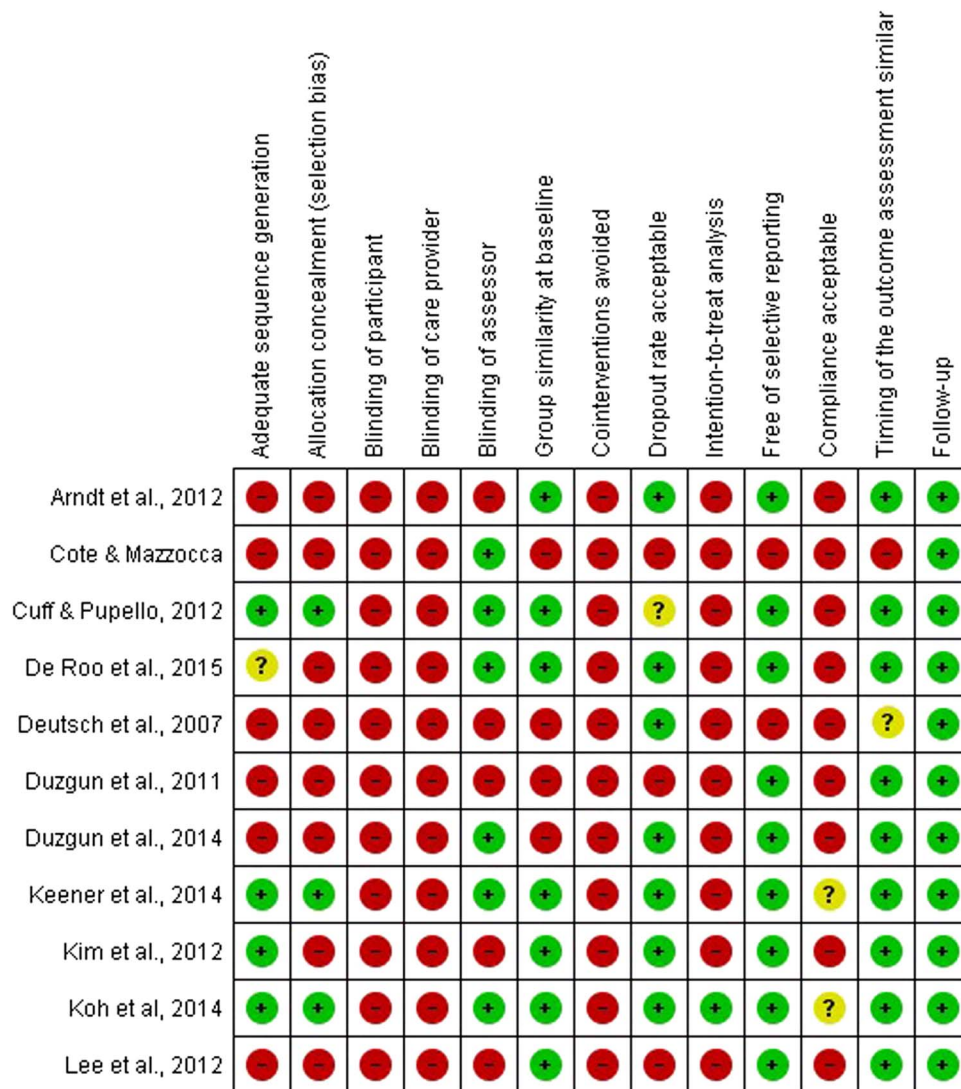 Adequate sequence generation
Allocation concealment (selection bias)
Blinding of participant
Blinding of care provider
Blinding of assessor
Group similarity at baseline
Cointerventions avoided
Dropout rate acceptable
Intention-to-treat analysis
Free of selective reporting
Compliance acceptable
Timing of the outcome assessment similar
Follow-up
Arndt et al., 2012 - - - - - + - + - + - + +
Cote & Mazzocca - - - - + - - - - - - - +
Cuff & Pupello, 2012 + + - - + + - ? - + - + +
De Roo et al., 2015 ? - - - + + - + - + - + +
Deutsch et al., 2007 - - - - - - - + - - - ? +
Duzgun et al., 2011 - - - - - - - - - + - + +
Duzgun et al., 2014 - - - - + - - + - + - + +
Keener et al., 2014 + + - - + + - + - + ? + +
Kim et al., 2012 + - - - - + - + - + - + +
Koh et al, 2014 + + - - + + - + + + ? + +
Lee et al., 2012 - - - - - + - - - + - + +